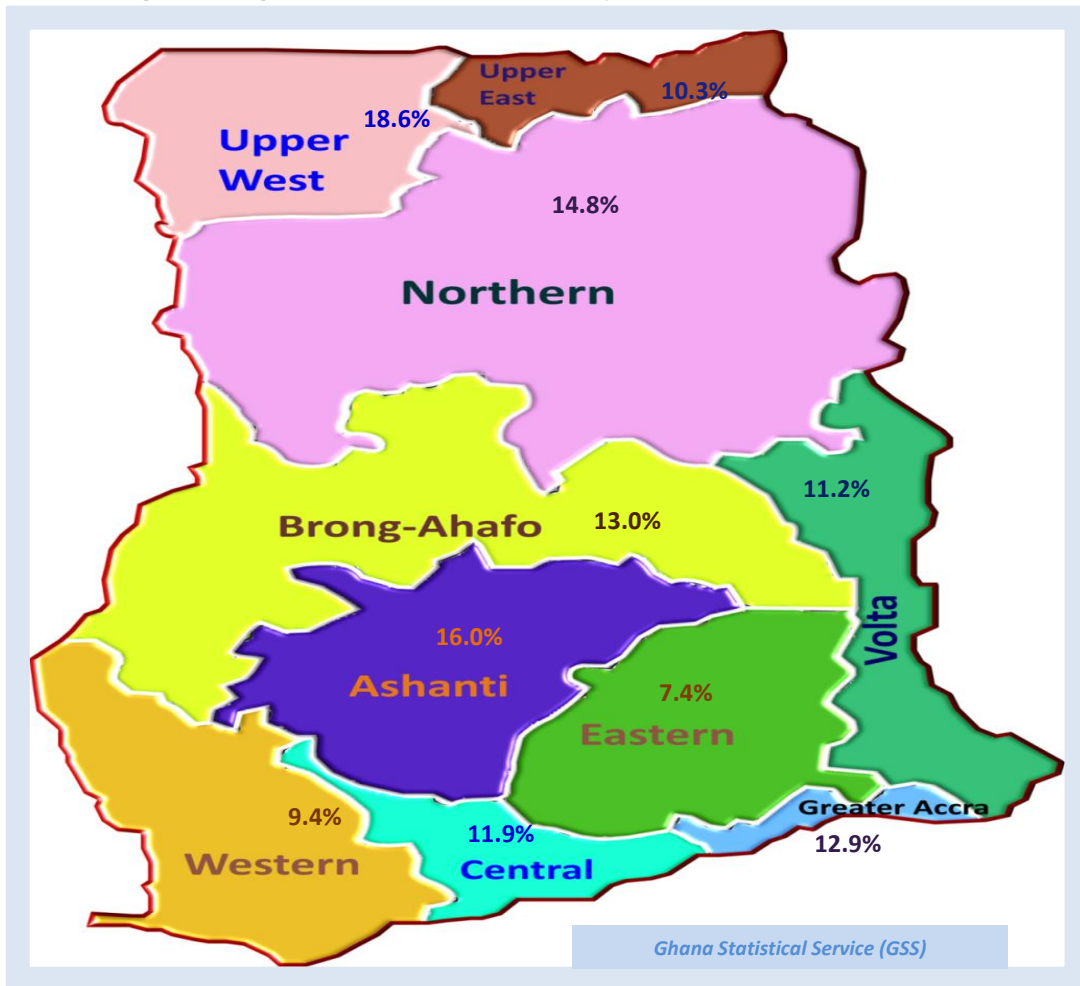 Upper
East
10.3%
18.6%
Upper
West
14.8%
Northern
11.2%
Brong-Ahafo
13.0%
Volta
16.0%
Ashanti
7.4%
Eastern
9.4%
Western
11.9%
Central
Greater Accra
12.9%
Ghana Statistical Service (GSS)